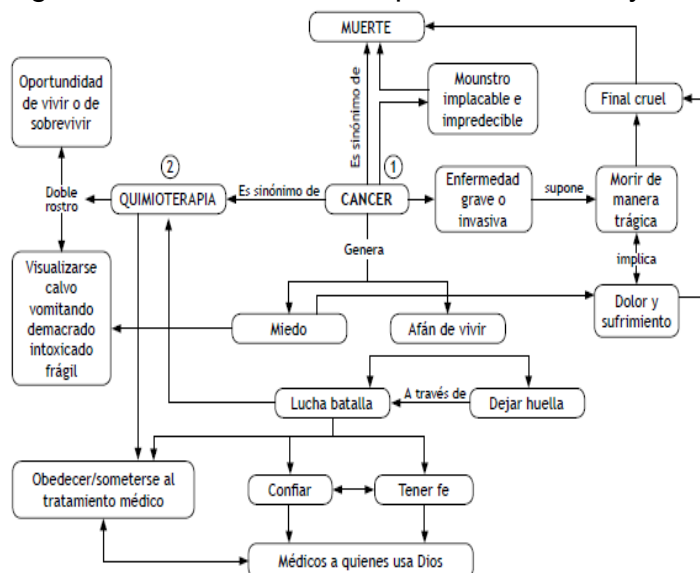 MUERTE
Oportundidad
de vivir o de
sobrevivir
Es sinónimo de
Mounstro
implacable e
impredecible
Final cruel
2
1
Doble
rostro
QUIMIOTERAPIA
Es sinónimo de
CANCER
Enfermedad
grave o
invasiva
supone
Morir de
manera
trágica
Genera
implica
Visualizarse
calvo
vomitando
demacrado
intoxicado
frágil
Miedo
Afán de vivir
Dolor y
sufrimiento
Lucha batalla
A través de
Dejar huella
Obedecer/someterse al
tratamiento médico
Confiar
Tener fe
Médicos a quienes usa Dios